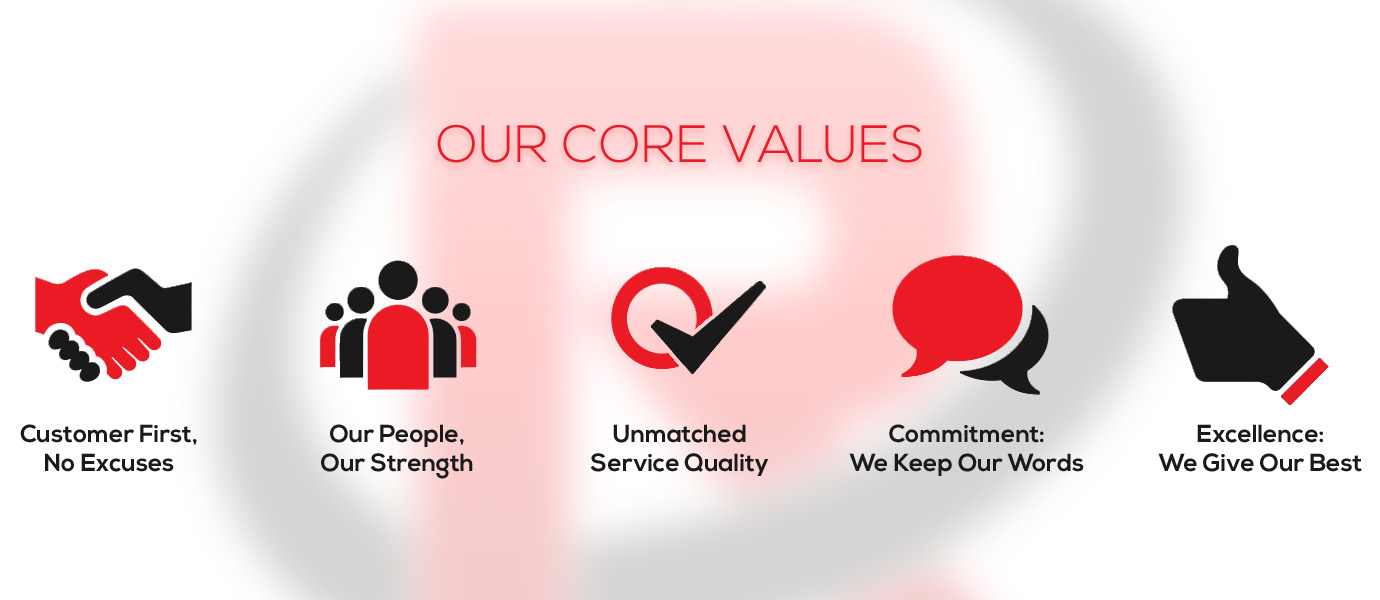 OUR CORE VALUES
Customer First,
No Excuses
Our People,
Our Strength
Unmatched
Service Quality
Commitment:
We Keep Our Words
Excellence:
We Give Our Best